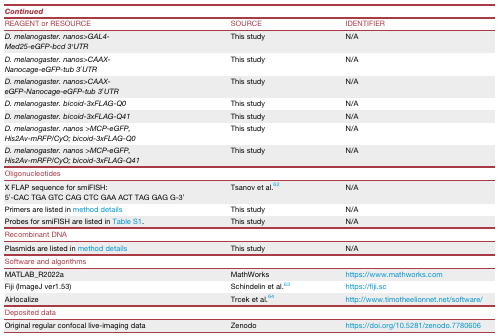 Continued
REAGENT or RESOURCE SOURCE IDENTIFIER
D. melanogaster. nanos>GAL4-
Med25-eGFP-bcd 3'UTR This study N/A
D. melanogaster. nanos>CAAX-
Nanocage-eGFP-tub 3'UTR This study N/A
D. melanogaster. nanos>CAAX-
eGFP-Nanocage-eGFP-tub 3'UTR This study N/A
D. melanogaster. bicoid-3xFLAG-Q0 This study N/A
D. melanogaster. bicoid-3xFLAG-Q41 This study N/A
D. melanogaster. nanos >MCP-eGFP,
His2Av-mRFP/CyO; bicoid-3xFLAG-Q0 This study N/A
D. melanogaster. nanos >MCP-eGFP,
His2Av-mRFP/CyO; bicoid-3xFLAG-Q41 This study N/A
Oligonucleotides
X FLAP sequence for smiFISH:
5'-CAC TGA GTC CAG CTC GAA ACT TAG GAG G-3' Tsanov et al.62 N/A
Primers are listed in method details This study N/A
Probes for smiFISH are listed in Table S1. This study N/A
Recombinant DNA
Plasmids are listed in method details This study N/A
Software and algorithms
MATLAB_R2022a MathWorks https://www.mathworks.com
Fiji (ImageJ ver1.53) Schindelin et al.63 https://fiji.sc
Airlocalize Trcek et al.64 http://www.timotheelionnet.net/software/
Deposited data
Original regular confocal live-imaging data Zenodo https://doi.org/10.5281/zenodo.7780606